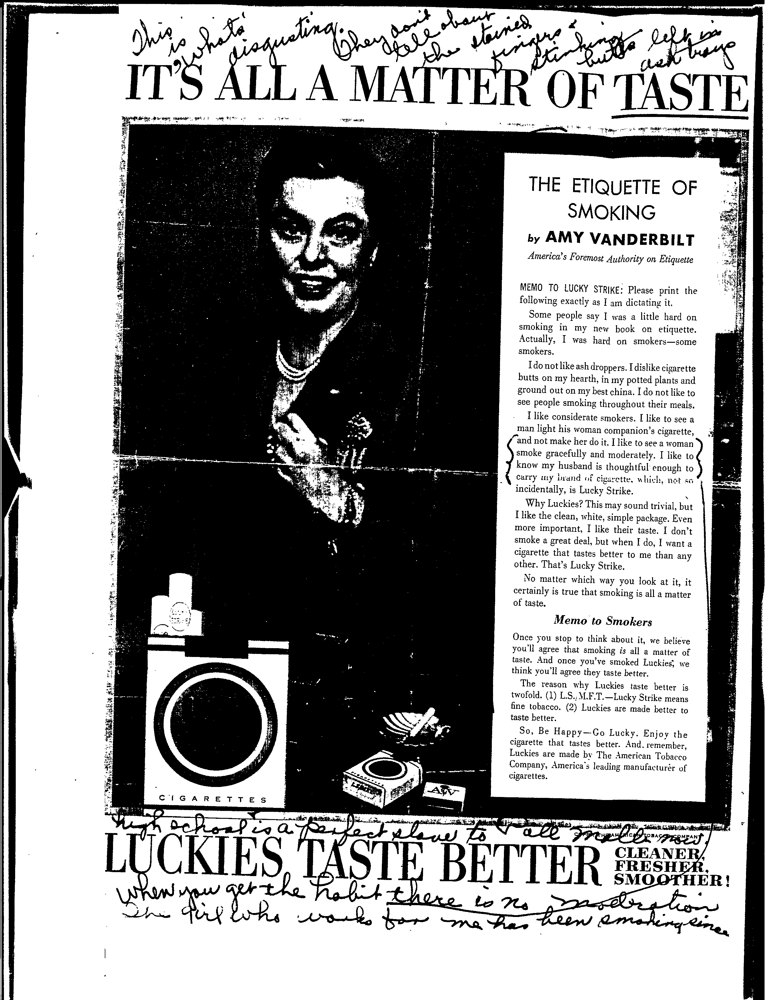 This is what's disgusting. They don't tell about the stained fingers & stinking butts left in ash trays
IT'S ALL A MATTER OF TASTE
THE ETIQUETTE OF
SMOKING
by AMY VANDERBILT
America's Foremost Authority on Etiquette
MEMO TO LUCKY STRIKE: Please print the
following exactly as I am dictating it.
Some people say I was a little hard on
smoking in my new book on etiquette.
Actually, I was hard on smokers—some
smokers.
I do not like ash droppers. I dislike cigarette
butts on my hearth, in my potted plants and
ground out on my best china. I do not like to
see people smoking throughout their meals.
I like considerate smokers. I like to see a
man light his woman companion's cigarette,
and not make her do it. I like to see a woman
smoke gracefully and moderately. I like to
know my husband is thoughtful enough to
carry my brand of cigarette, which, not so
incidentally, is Lucky Strike.
Why Luckies? This may sound trivial, but
I like the clean, white, simple package. Even
more important, I like their taste. I don't
smoke a great deal, but when I do, I want a
cigarette that tastes better to me than any
other. That's Lucky Strike.
No matter which way you look at it, it
certainly is true that smoking is all a matter
of taste.
Memo to Smokers
Once you stop to think about it, we believe
you'll agree that smoking is all a matter of
taste. And once you've smoked Luckies, we
think you'll agree they taste better.
The reason why Luckies taste better is
twofold. (1) L.S./M.F.T.—Lucky Strike means
fine tobacco. (2) Luckies are made better to
taste better.
So, Be Happy—Go Lucky. Enjoy the
cigarette that tastes better. And, remember,
Luckies are made by The American Tobacco
Company, America's leading manufacturer of
cigarettes.
CIGARETTES
AV
high school is a perfect slave to Pall Malls now!
LUCKIES TASTE BETTER
CLEANER,
FRESHER,
SMOOTHER!
When you get the habit there is no moderation
The girl who works for me has been smoking since